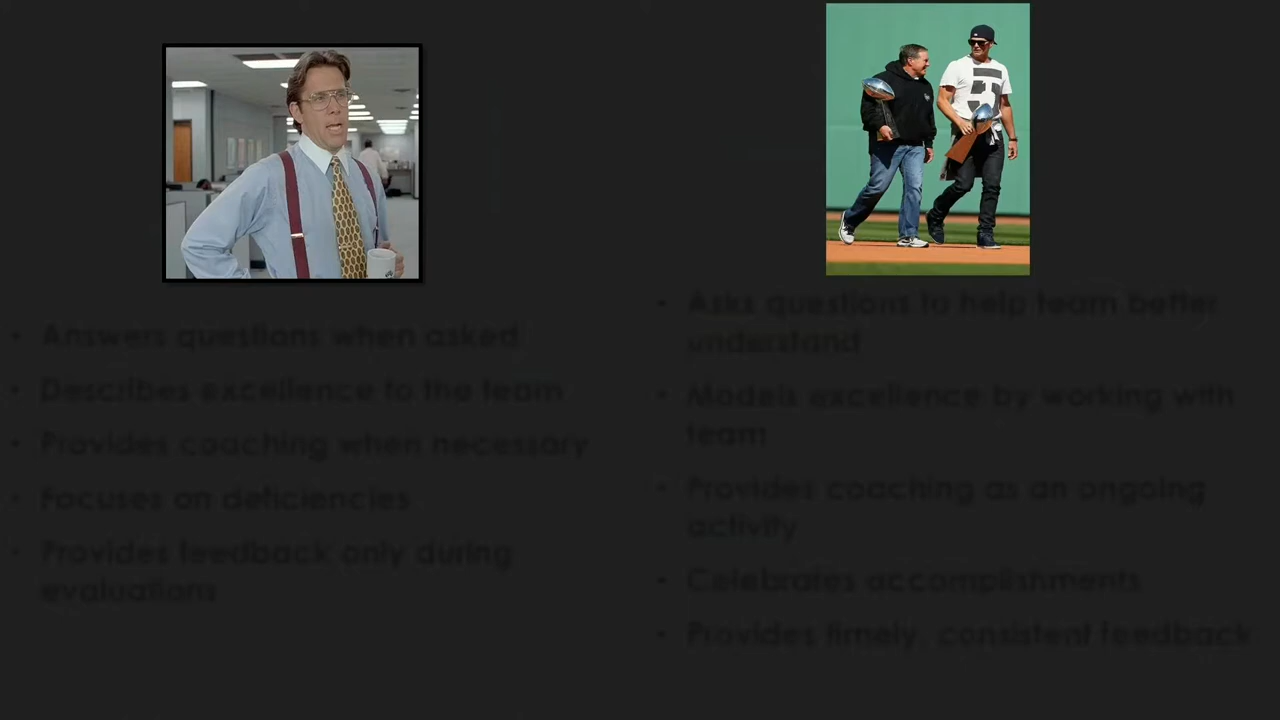 Answers questions when asked
Describes excellence to the team
Provides coaching when necessary
Focuses on deficiencies
Provides feedback only during
evaluations
Asks questions to help team better
understand
Models excellence by working with
team
Provides coaching as an ongoing
activity
Celebrates accomplishments
Provides timely, consistent feedback